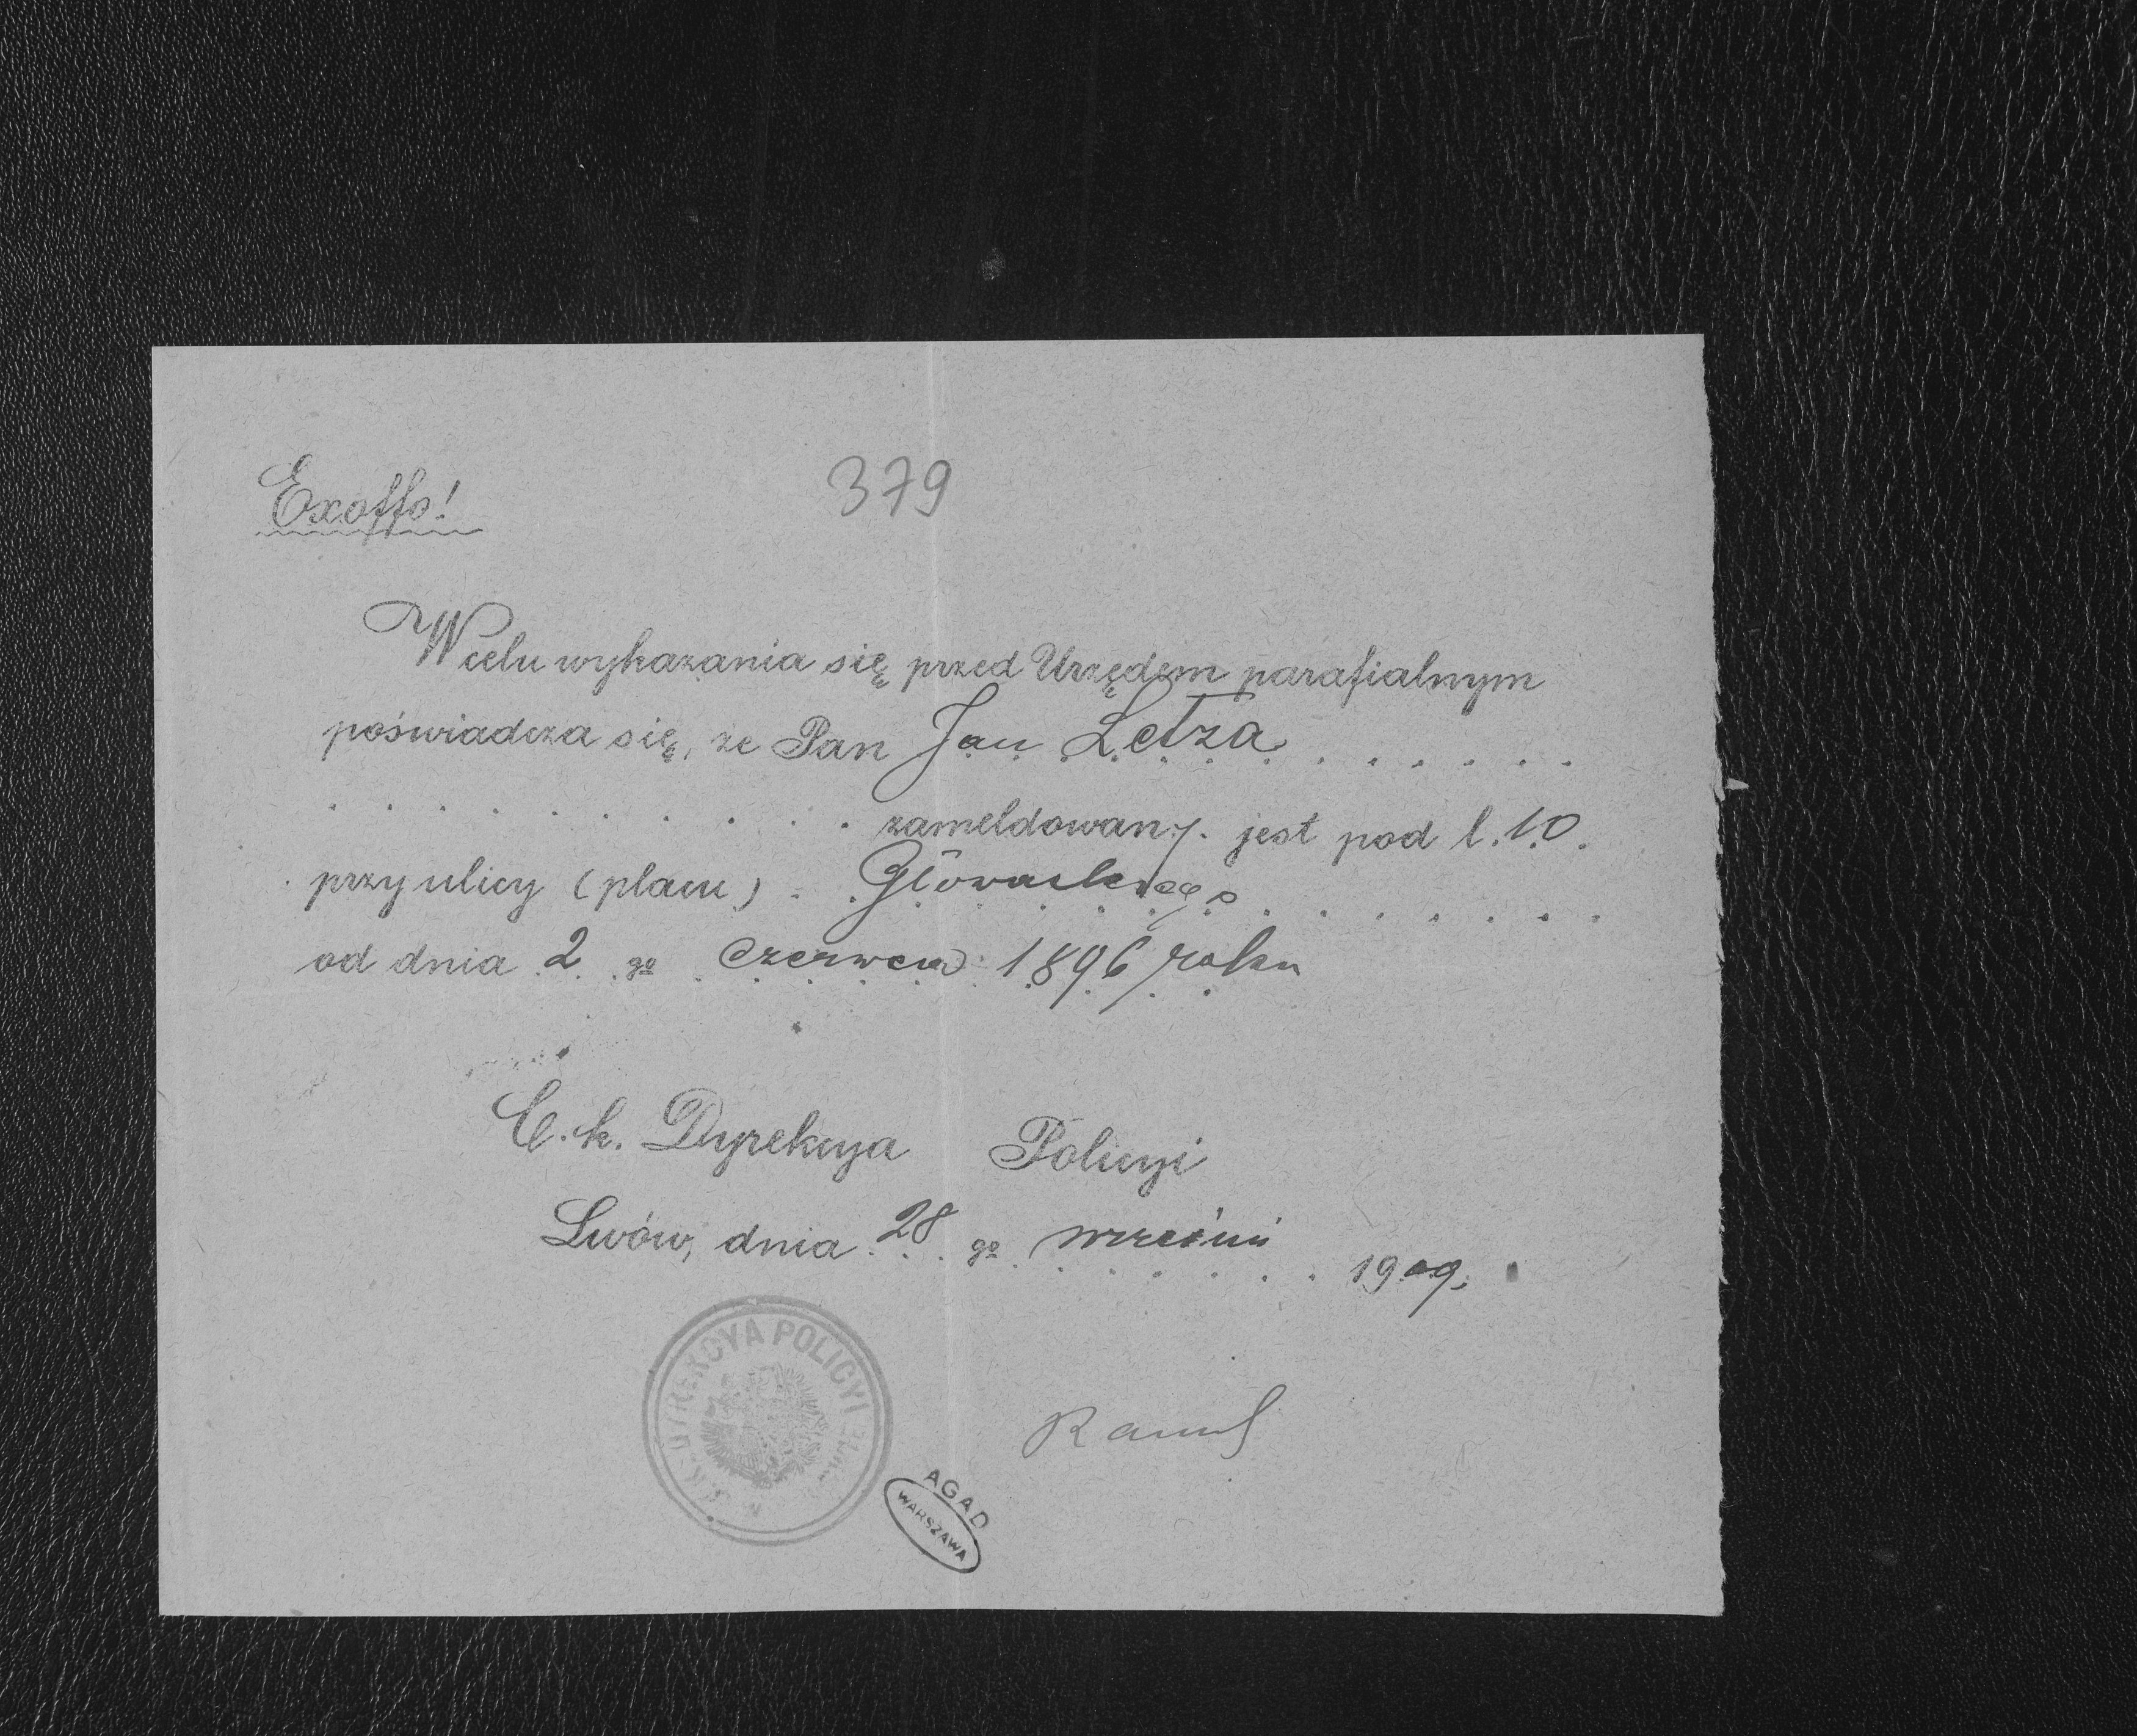 379
Exoffo!
W celu wykazania się przed Urzędem parafialnym
poświadcza się, że Pan Jan Letza
zameldowany jest pod l. 10.
przy ulicy (placu) Głowackiego
od dnia 2 go czerwca 1896 roku
C. k. Dyrekcya Policyi
Lwów, dnia 28 go wrześni 1909.
C. K. DYREKCYA POLICYI
AGAD
WARSZAWA